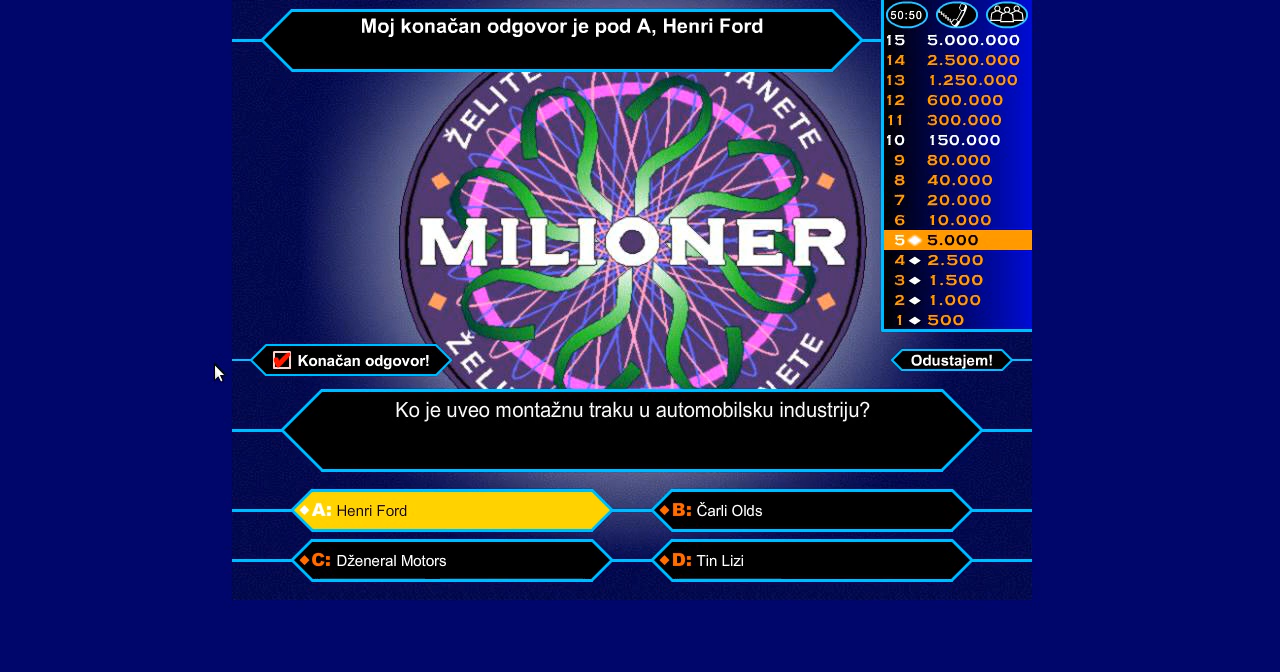 Moj konačan odgovor je pod A, Henri Ford
50:50
15 5.000.000
14 2.500.000
13 1.250.000
12 600.000
11 300.000
10 150.000
9 80.000
8 40.000
7 20.000
6 10.000
5 5.000
4 2.500
3 1.500
2 1.000
1 500
ŽELITE
TANETE
MILIONER
ŽELI
NETE
Konačan odgovor!
Odustajem!
Ko je uveo montažnu traku u automobilsku industriju?
A: Henri Ford
B: Čarli Olds
C: Dženeral Motors
D: Tin Lizi